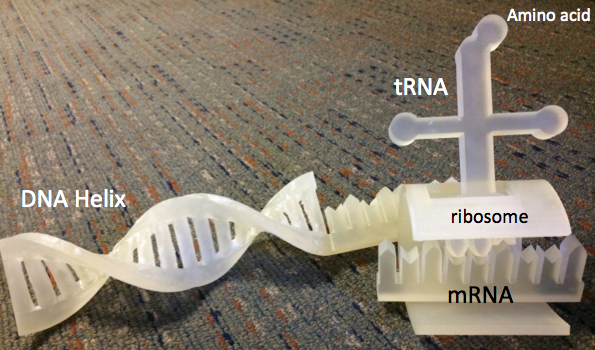 Amino acid
tRNA
DNA Helix
ribosome
mRNA